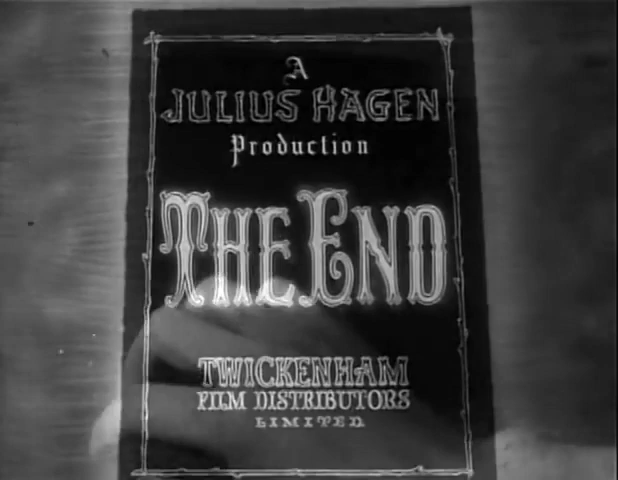 A
JULIUS HAGEN
Production
THE END
TWICKENHAM
FILM DISTRIBUTORS
LIMITED.